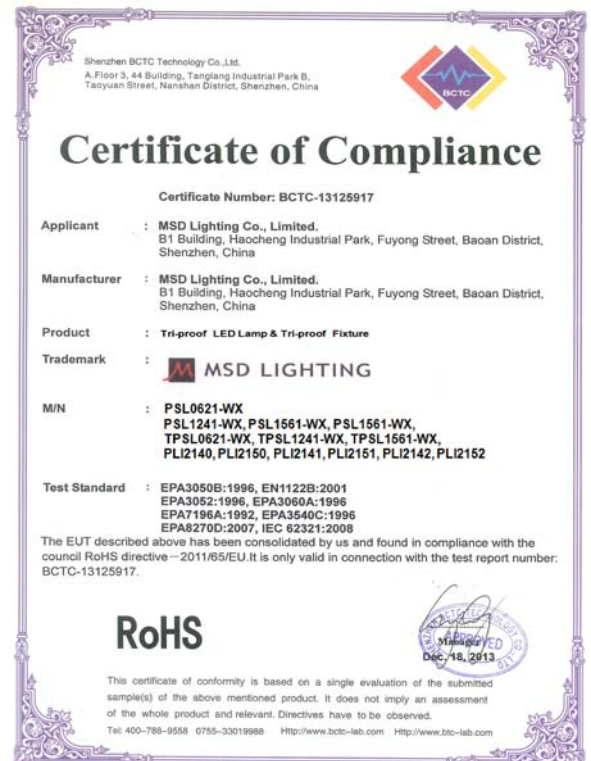 Shenzhen BCTC Technology Co.,Ltd.
A.Floor 3, 44 Building, Tanglang Industrial Park B,
Taoyuan Street, Nanshan District, Shenzhen, China
BCTC
Certificate of Compliance
Certificate Number: BCTC-13125917
Applicant : MSD Lighting Co., Limited.
B1 Building, Haocheng Industrial Park, Fuyong Street, Baoan District,
Shenzhen, China
Manufacturer : MSD Lighting Co., Limited.
B1 Building, Haocheng Industrial Park, Fuyong Street, Baoan District,
Shenzhen, China
Product : Tri-proof LED Lamp & Tri-proof Fixture
Trademark : MSD LIGHTING
M/N : PSL0621-WX
PSL1241-WX, PSL1561-WX, PSL1561-WX,
TPSL0621-WX, TPSL1241-WX, TPSL1561-WX,
PLI2140, PLI2150, PLI2141, PLI2151, PLI2142, PLI2152
Test Standard : EPA3050B:1996, EN1122B:2001
EPA3052:1996, EPA3060A:1996
EPA7196A:1992, EPA3540C:1996
EPA8270D:2007, IEC 62321:2008
The EUT described above has been consolidated by us and found in compliance with the
council RoHS directive—2011/65/EU.It is only valid in connection with the test report number:
BCTC-13125917.
RoHS
APPROVED
Manager
Dec. 18, 2013
This certificate of conformity is based on a single evaluation of the submitted
sample(s) of the above mentioned product. It does not imply an assessment
of the whole product and relevant. Directives have to be observed.
Tel: 400-788-9558 0755-33019988 Http://www.bctc-lab.com Http://www.btc-lab.com